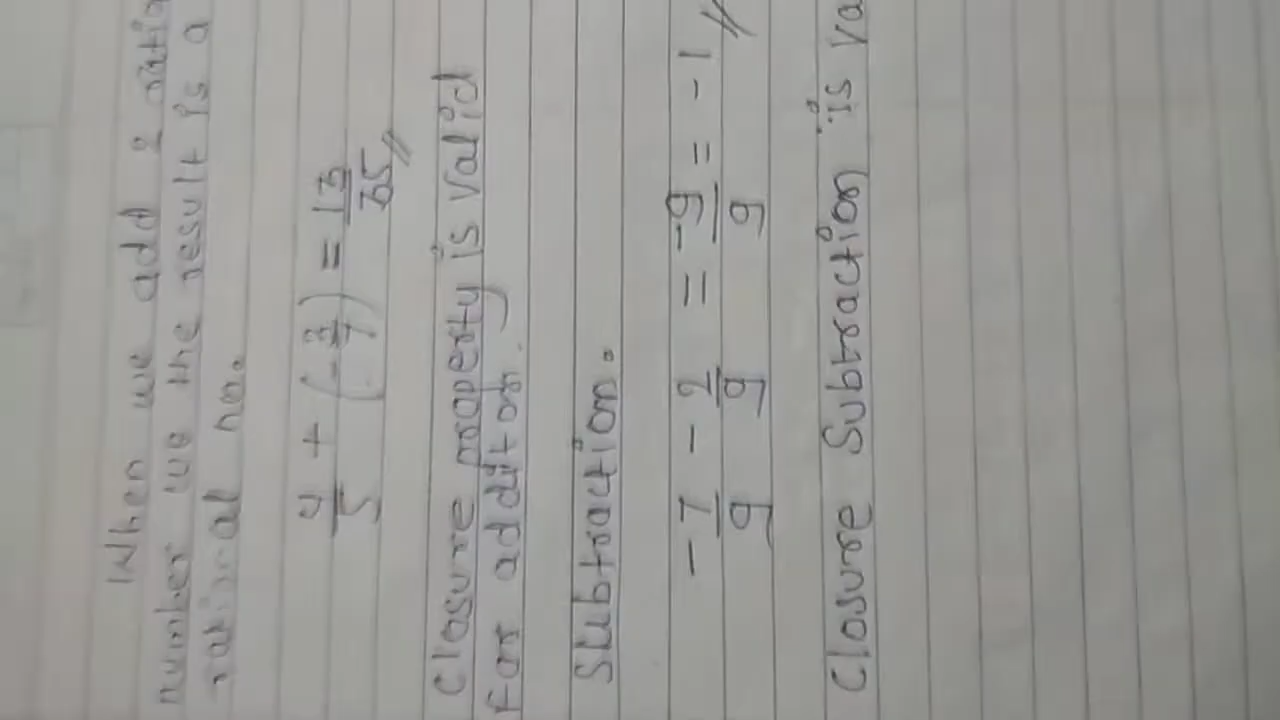 When we add 2 ratio
number we the result is a
rational no.
4/5 + (-3/7) = 13/35 //
Closure property is valid
for additon.
Subtraction.
-7/9 - 2/9 = -9/9 = -1 //
Closure Subtraction is va